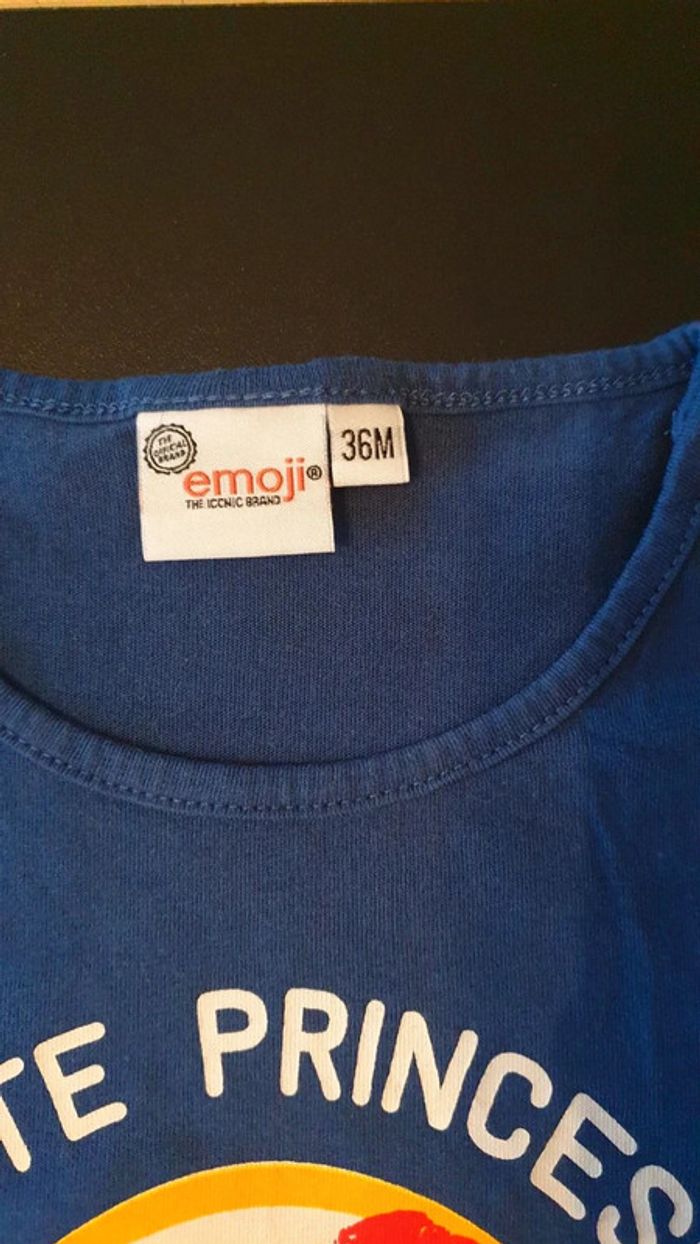 THE
OFFICIAL
BRAND
emoji®
THE ICONIC BRAND
36M
TE PRINCES